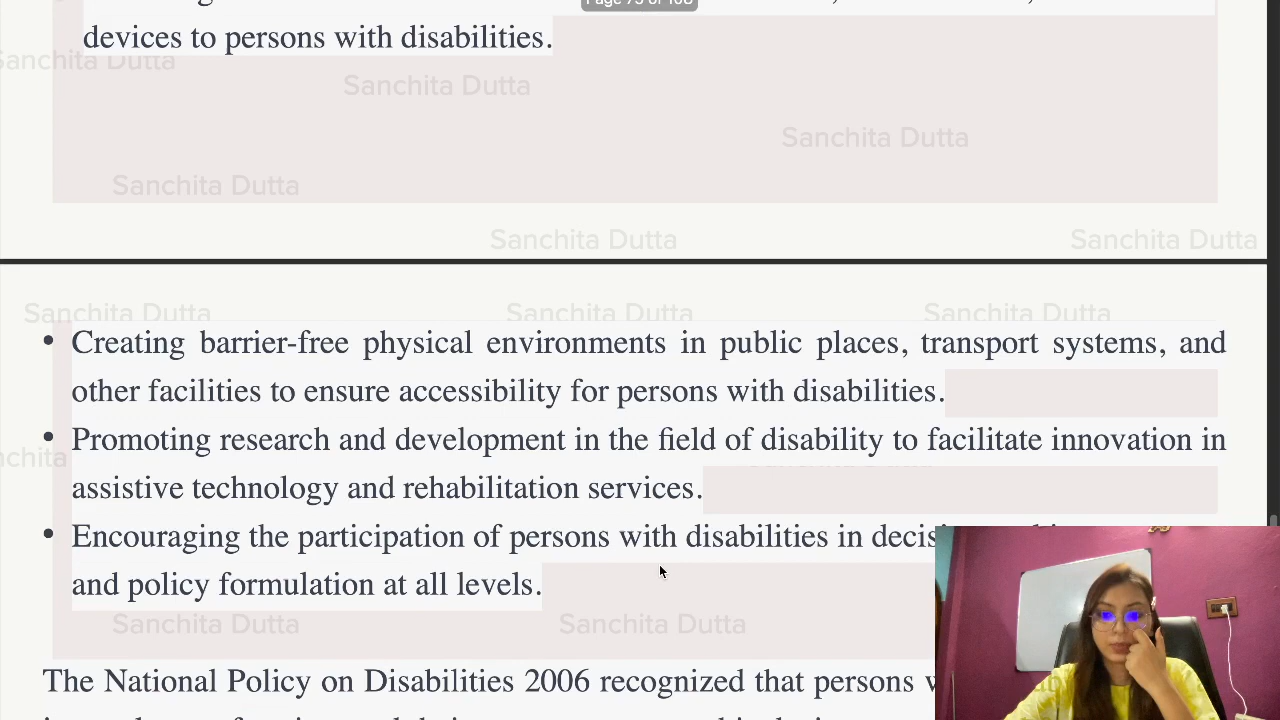 Page 75 of 108
devices to persons with disabilities.
Sanchita Dutta
Sanchita Dutta
Sanchita Dutta
Sanchita Dutta
Sanchita Dutta
Sanchita Dutta
Sanchita Dutta
Sanchita Dutta
Sanchita Dutta
• Creating barrier-free physical environments in public places, transport systems, and
other facilities to ensure accessibility for persons with disabilities.
• Promoting research and development in the field of disability to facilitate innovation in
assistive technology and rehabilitation services.
• Encouraging the participation of persons with disabilities in
and policy formulation at all levels.
Sanchita Dutta
Sanchita Dutta
The National Policy on Disabilities 2006 recognized that persons